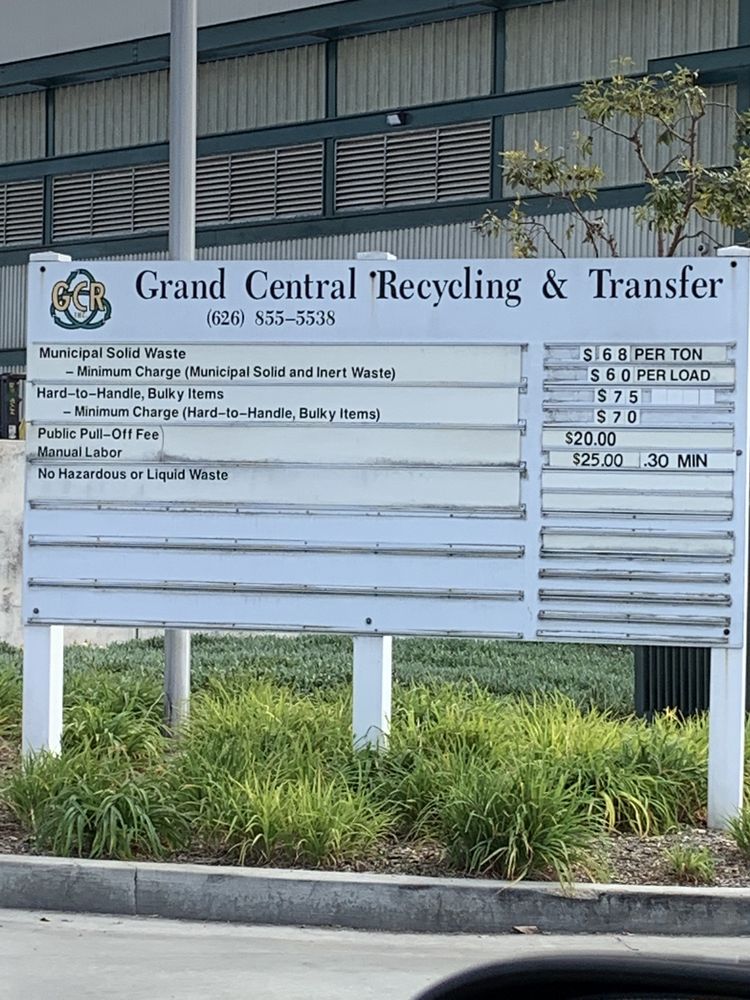 GCR
INC.
Grand Central Recycling & Transfer
(626) 855-5538
Municipal Solid Waste $68 PER TON
– Minimum Charge (Municipal Solid and Inert Waste) $60 PER LOAD
Hard-to-Handle, Bulky Items $75
– Minimum Charge (Hard-to-Handle, Bulky Items) $70
Public Pull-Off Fee $20.00
Manual Labor $25.00 .30 MIN
No Hazardous or Liquid Waste